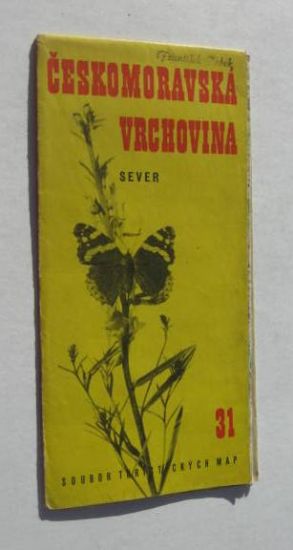 ČESKOMORAVSKÁ
VRCHOVINA
SEVER
31
SOUBOR TURISTICKÝCH MAP